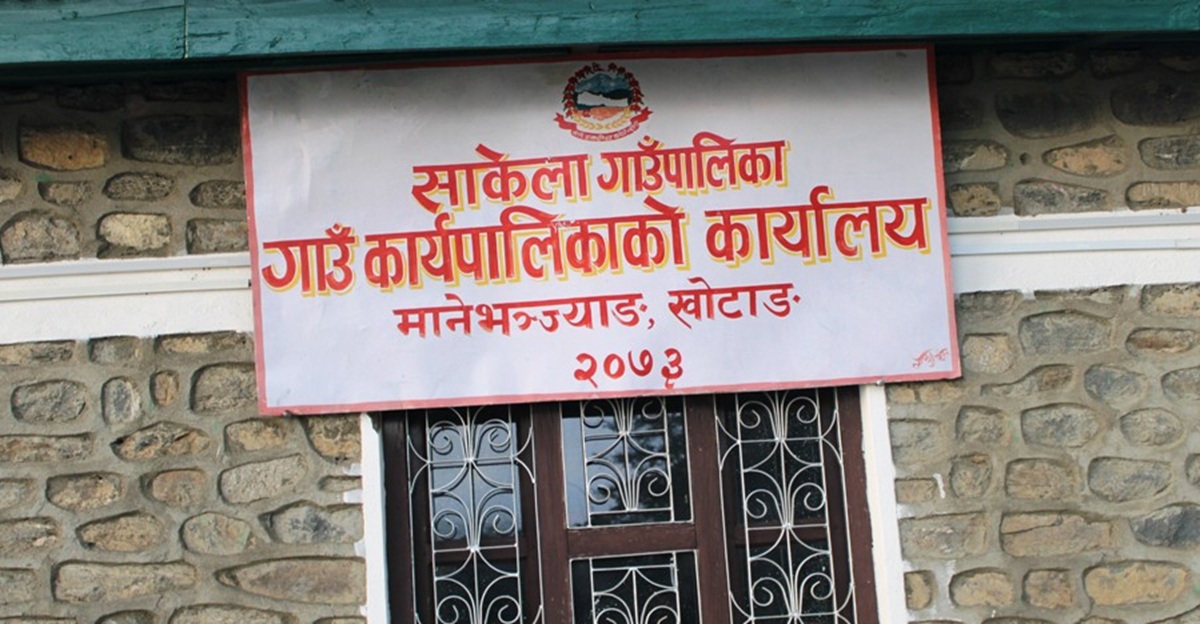 साकेला गाउँपालिका
गाउँ कार्यपालिकाको कार्यालय
मानेभञ्ज्याङ, खोटाङ
२०७३